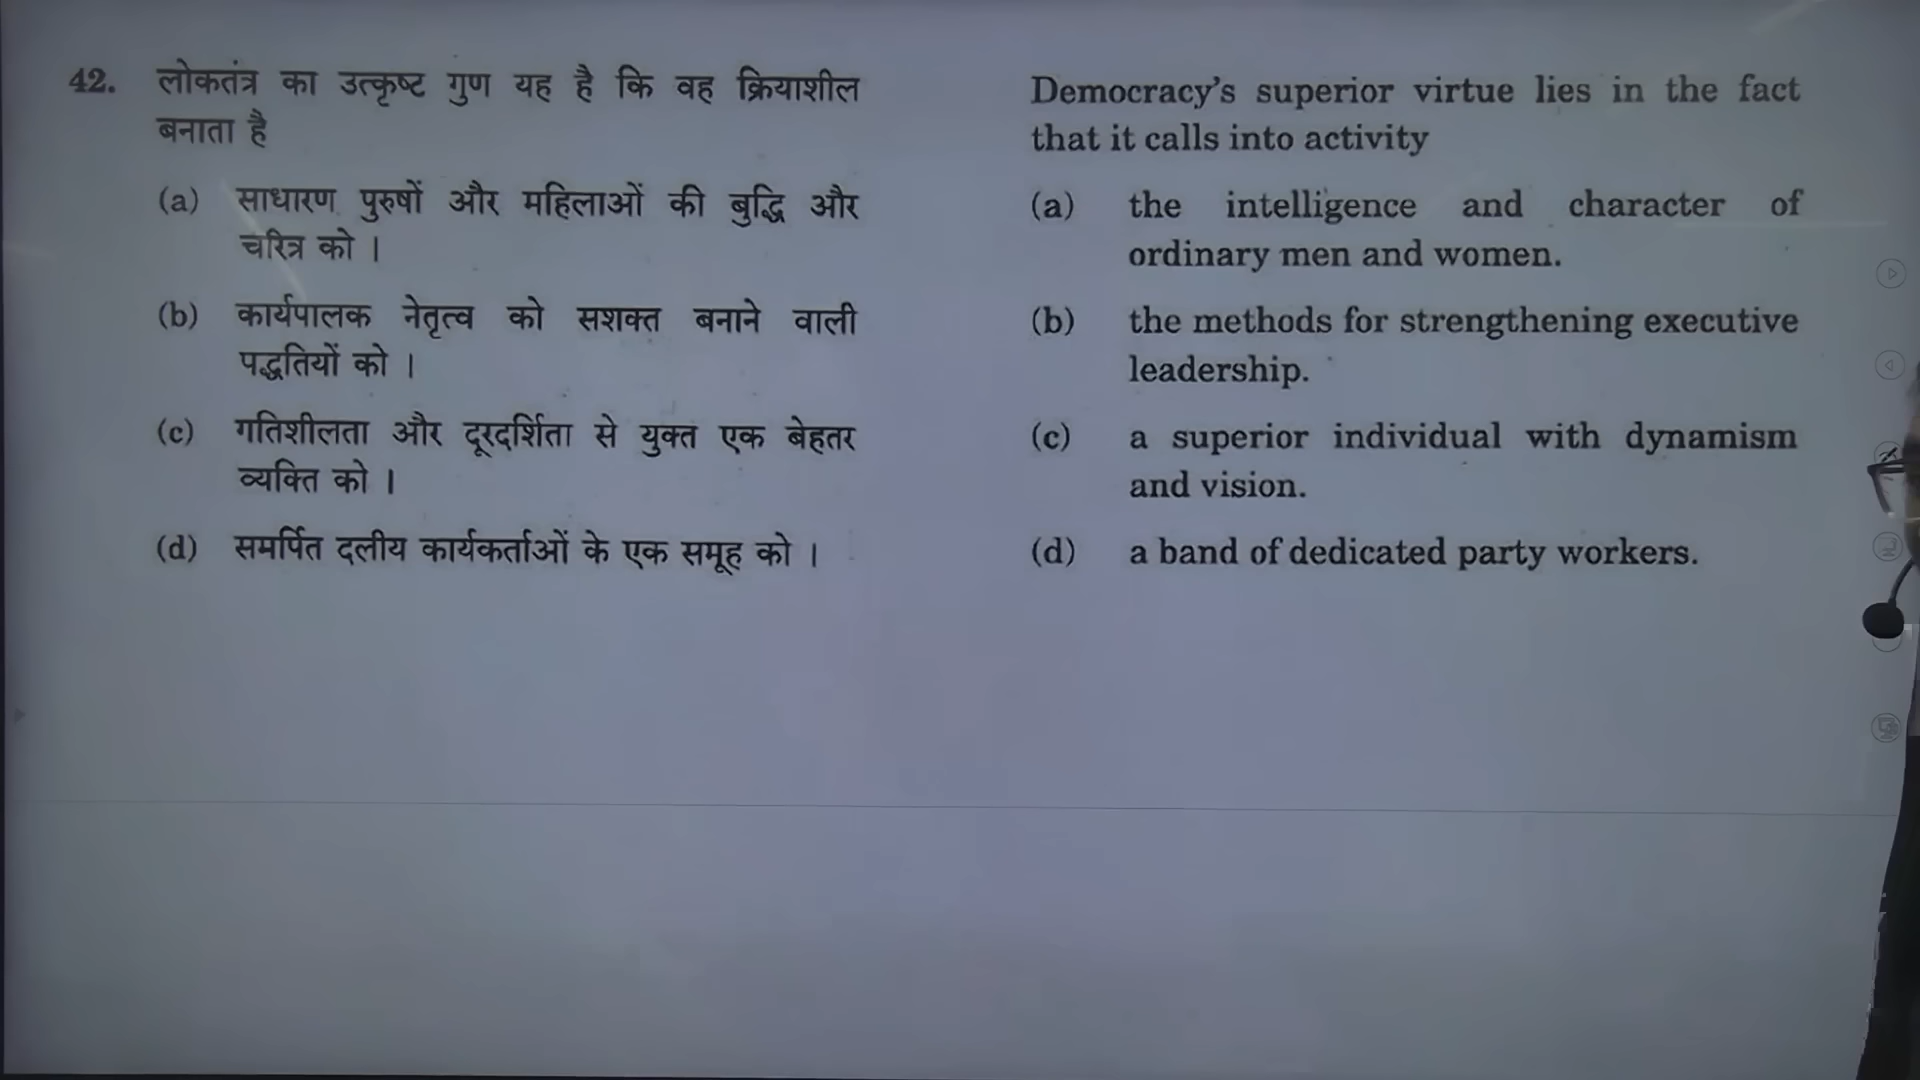 42. लोकतंत्र का उत्कृष्ट गुण यह है कि वह क्रियाशील
बनाता है
(a) साधारण पुरुषों और महिलाओं की बुद्धि और
चरित्र को ।
(b) कार्यपालक नेतृत्व को सशक्त बनाने वाली
पद्धतियों को ।
(c) गतिशीलता और दूरदर्शिता से युक्त एक बेहतर
व्यक्ति को ।
(d) समर्पित दलीय कार्यकर्ताओं के एक समूह को ।
Democracy's superior virtue lies in the fact
that it calls into activity
(a) the intelligence and character of
ordinary men and women.
(b) the methods for strengthening executive
leadership.
(c) a superior individual with dynamism
and vision.
(d) a band of dedicated party workers.